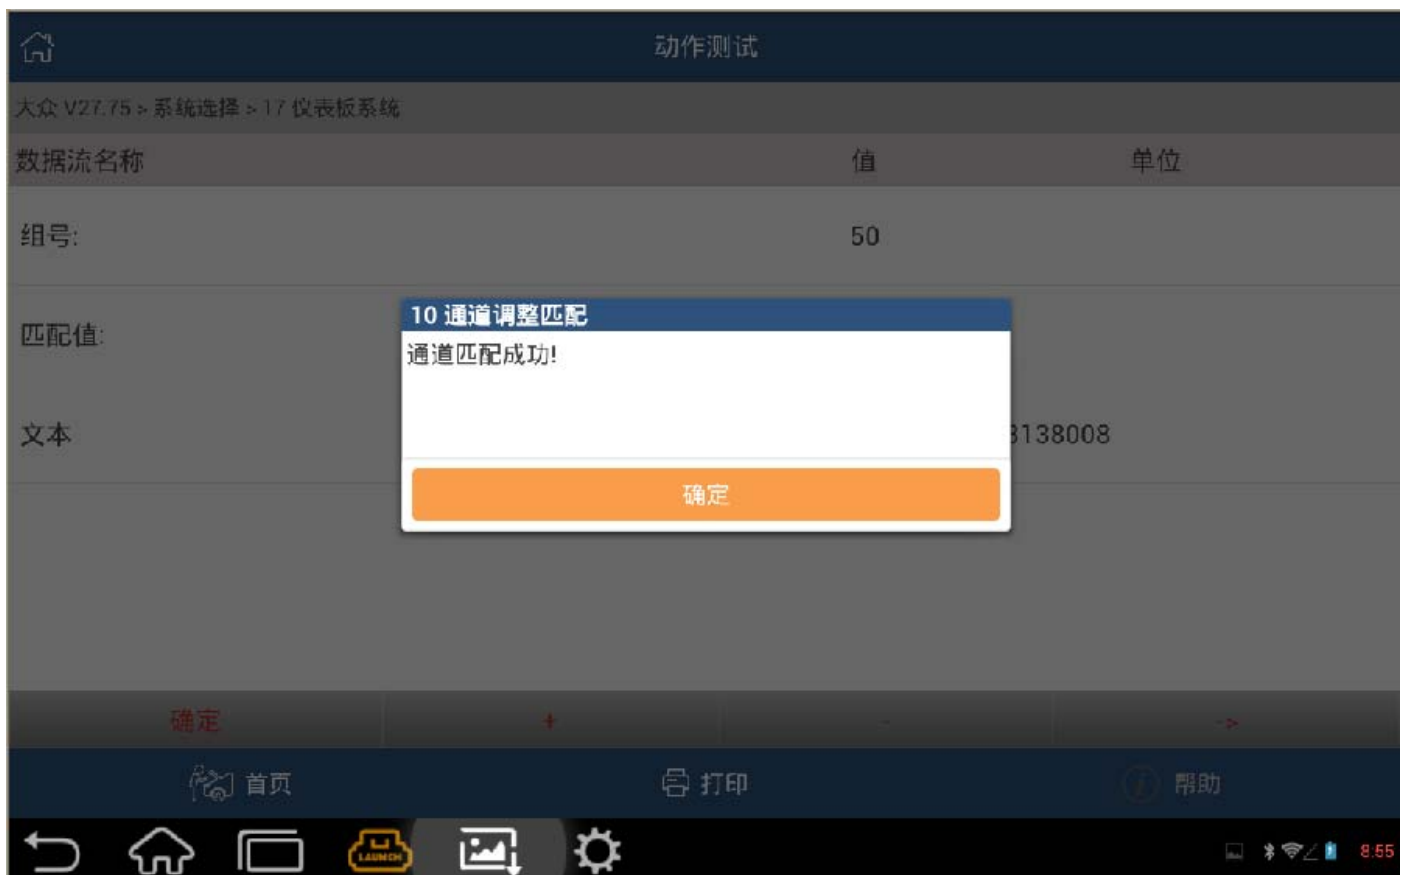 动作测试
大众 V27.75 > 系统选择 > 17 仪表板系统
数据流名称 值 单位
组号: 50
10 通道调整匹配
匹配值:
通道匹配成功!
文本 3138008
确定
确定 + - ->
首页 打印 帮助
LAUNCH
8:55